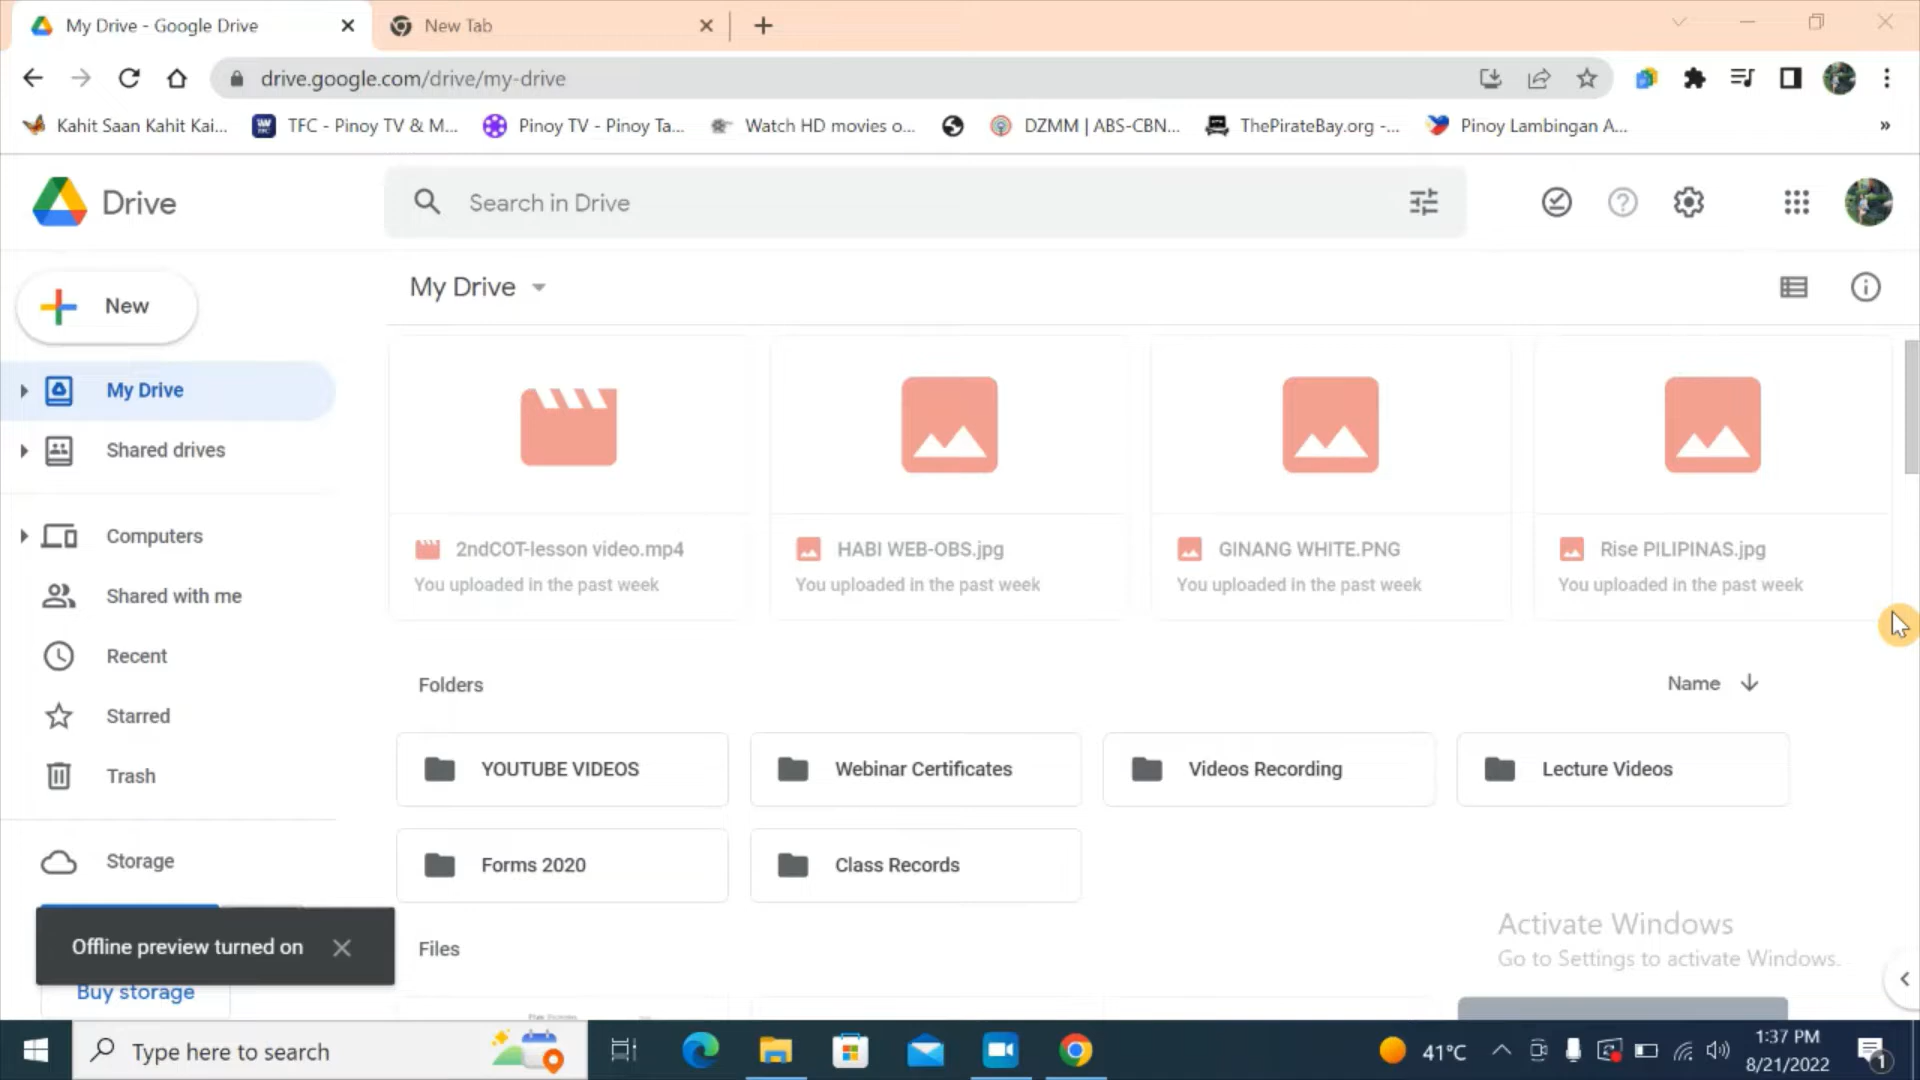 My Drive - Google Drive
New Tab
drive.google.com/drive/my-drive
Kahit Saan Kahit Kai...
TFC - Pinoy TV & M...
Pinoy TV - Pinoy Ta...
Watch HD movies o...
DZMM | ABS-CBN...
ThePirateBay.org -...
Pinoy Lambingan A...
»
Drive
Search in Drive
New
My Drive
My Drive
Shared drives
Computers
Shared with me
Recent
Starred
Trash
Storage
Offline preview turned on
Buy storage
2ndCOT-lesson video.mp4
You uploaded in the past week
HABI WEB-OBS.jpg
You uploaded in the past week
GINANG WHITE.PNG
You uploaded in the past week
Rise PILIPINAS.jpg
You uploaded in the past week
Folders
Name
YOUTUBE VIDEOS
Webinar Certificates
Videos Recording
Lecture Videos
Forms 2020
Class Records
Files
Activate Windows
Go to Settings to activate Windows.
Type here to search
41°C
1:37 PM
8/21/2022
1